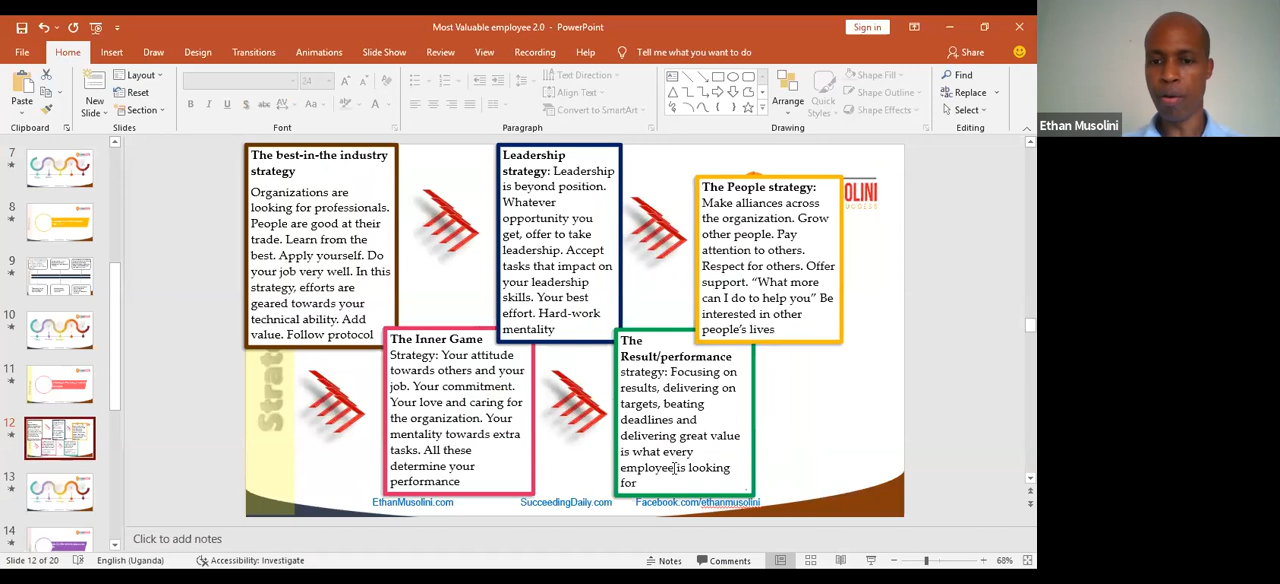 Most Valuable employee 2.0 - PowerPoint
Sign in
File Home Insert Draw Design Transitions Animations Slide Show Review View Recording Help Tell me what you want to do
Share
Paste
Clipboard
New
Slide
Layout
Reset
Section
Slides
24
Font
Text Direction
Align Text
Convert to SmartArt
Paragraph
Arrange
Quick
Styles
Shape Fill
Shape Outline
Shape Effects
Drawing
Find
Replace
Select
Editing
Ethan Musolini
7
8
9
10
11
12
13
14
The best-in-the industry
strategy
Organizations are
looking for professionals.
People are good at their
trade. Learn from the
best. Apply yourself. Do
your job very well. In this
strategy, efforts are
geared towards your
technical ability. Add
value. Follow protocol
The Inner Game
Strategy: Your attitude
towards others and your
job. Your commitment.
Your love and caring for
the organization. Your
mentality towards extra
tasks. All these
determine your
performance
Leadership
strategy: Leadership
is beyond position.
Whatever
opportunity you
get, offer to take
leadership. Accept
tasks that impact on
your leadership
skills. Your best
effort. Hard-work
mentality
The
Result/performance
strategy: Focusing on
results, delivering on
targets, beating
deadlines and
delivering great value
is what every
employee is looking
for
The People strategy:
Make alliances across
the organization. Grow
other people. Pay
attention to others.
Respect for others. Offer
support. “What more
can I do to help you” Be
interested in other
people’s lives
OLINI
Strat
EthanMusolini.com
SucceedingDaily.com
Facebook.com/ethanmusolini
Click to add notes
Slide 12 of 20 English (Uganda) Accessibility: Investigate Notes Comments 68%